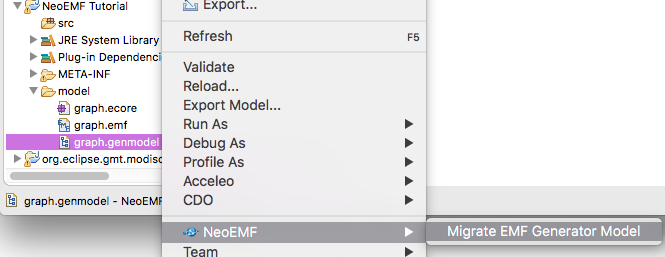 NeoEMF Tutorial
src
JRE System Library
Plug-in Dependencie
META-INF
model
graph.ecore
graph.emf
graph.genmodel
org.eclipse.gmt.modisc
graph.genmodel - NeoEMF
Export...
Refresh F5
Validate
Reload...
Export Model...
Run As
Debug As
Profile As
Acceleo
CDO
NeoEMF
Migrate EMF Generator Model
Team